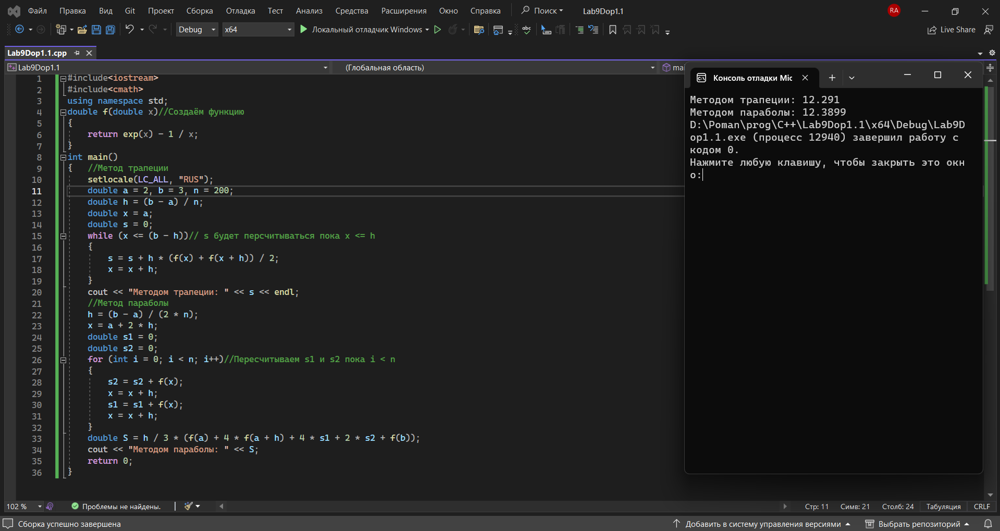 Файл Правка Вид Git Проект Сборка Отладка Тест Анализ Средства Расширения Окно Справка Поиск Lab9Dop1.1 RA
Debug x64 Локальный отладчик Windows abc Live Share
Lab9Dop1.1.cpp
Lab9Dop1.1 (Глобальная область) mai
1 #include<iostream>
2 #include<cmath>
3 using namespace std;
4 double f(double x)//Создаём функцию
5 {
6 return exp(x) - 1 / x;
7 }
8 int main()
9 { //Метод трапеции
10 setlocale(LC_ALL, "RUS");
11 double a = 2, b = 3, n = 200;
12 double h = (b - a) / n;
13 double x = a;
14 double s = 0;
15 while (x <= (b - h))// s будет персчитываться пока x <= h
16 {
17 s = s + h * (f(x) + f(x + h)) / 2;
18 x = x + h;
19 }
20 cout << "Методом трапеции: " << s << endl;
21 //Метод параболы
22 h = (b - a) / (2 * n);
23 x = a + 2 * h;
24 double s1 = 0;
25 double s2 = 0;
26 for (int i = 0; i < n; i++)//Пересчитываем s1 и s2 пока i < n
27 {
28 s2 = s2 + f(x);
29 x = x + h;
30 s1 = s1 + f(x);
31 x = x + h;
32 }
33 double S = h / 3 * (f(a) + 4 * f(a + h) + 4 * s1 + 2 * s2 + f(b));
34 cout << "Методом параболы: " << S;
35 return 0;
36 }
Консоль отладки Mic
Методом трапеции: 12.291
Методом параболы: 12.3899
D:\Poman\prog\C++\Lab9Dop1.1\x64\Debug\Lab9D
op1.1.exe (процесс 12940) завершил работу с
кодом 0.
Нажмите любую клавишу, чтобы закрыть это окн
о:
102 % Проблемы не найдены. Стр: 11 Симв: 21 Столб: 24 Табуляция CRLF
Сборка успешно завершена Добавить в систему управления версиями Выбрать репозиторий